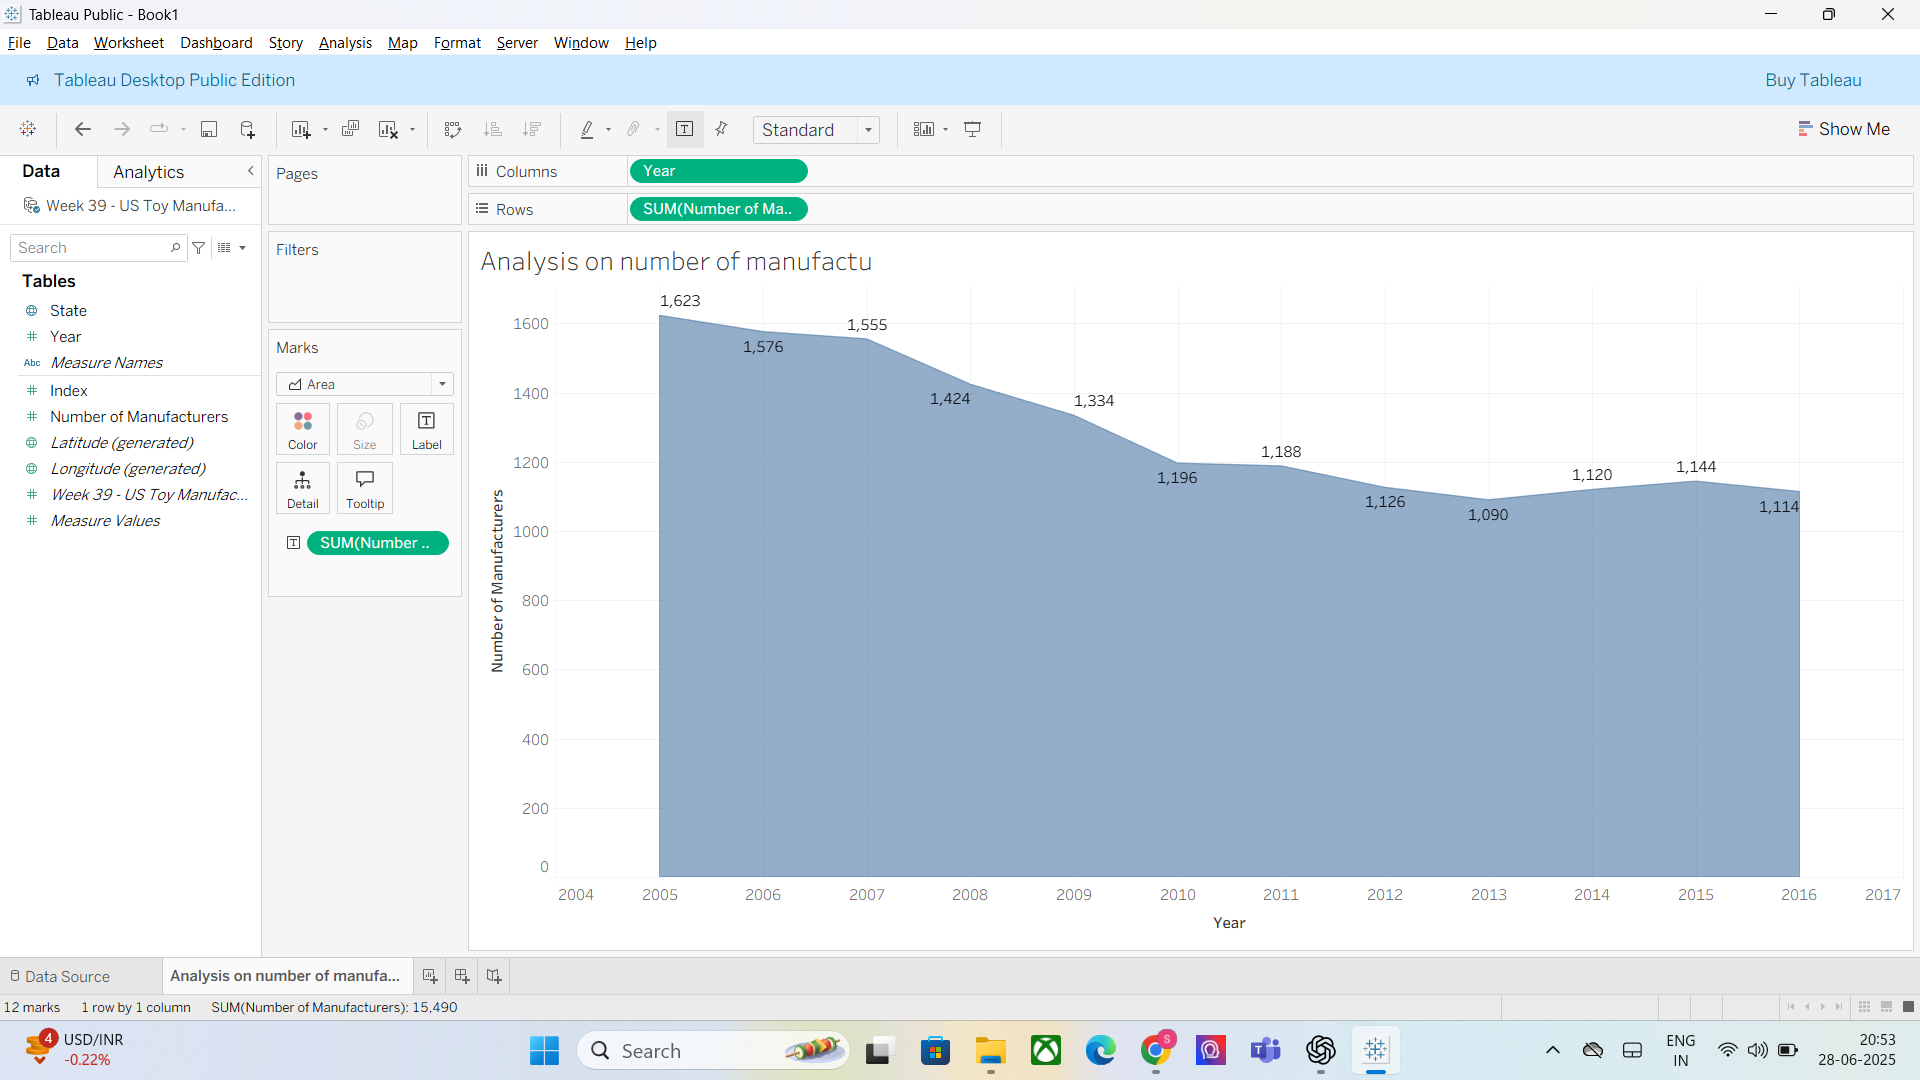 Tableau Public - Book1
File Data Worksheet Dashboard Story Analysis Map Format Server Window Help
Tableau Desktop Public Edition
Buy Tableau
Standard
Show Me
Data
Analytics
Week 39 - US Toy Manufa...
Search
Tables
State
Year
Abc Measure Names
Index
Number of Manufacturers
Latitude (generated)
Longitude (generated)
Week 39 - US Toy Manufac...
Measure Values
Pages
Filters
Marks
Area
Color
Size
T
Label
Detail
Tooltip
T
SUM(Number ..
Columns
Year
Rows
SUM(Number of Ma..
Analysis on number of manufactu
Number of Manufacturers
1600
1400
1200
1000
800
600
400
200
0
1,623
1,576
1,555
1,424
1,334
1,196
1,188
1,126
1,090
1,120
1,144
1,114
2004 2005 2006 2007 2008 2009 2010 2011 2012 2013 2014 2015 2016 2017
Year
Data Source
Analysis on number of manufa...
12 marks
1 row by 1 column
SUM(Number of Manufacturers): 15,490
4
USD/INR
-0.22%
Search
S
ENG
IN
20:53
28-06-2025